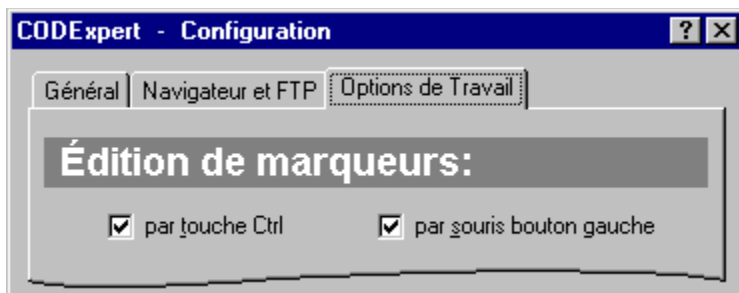 CODExpert - Configuration
Général Navigateur et FTP Options de Travail
Édition de marqueurs:
par touche Ctrl par souris bouton gauche